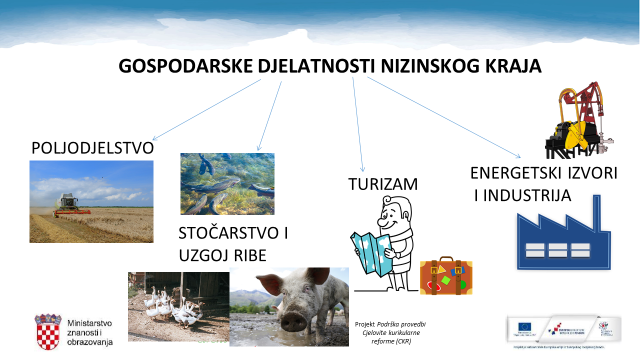 GOSPODARSKE DJELATNOSTI NIZINSKOG KRAJA
POLJODJELSTVO
STOČARSTVO I
UZGOJ RIBE
TURIZAM
ENERGETSKI IZVORI
I INDUSTRIJA
Ministarstvo
znanosti i
obrazovanja
Projekt Podrška provedbi
Cjelovite kurikularne
reforme (CKR)